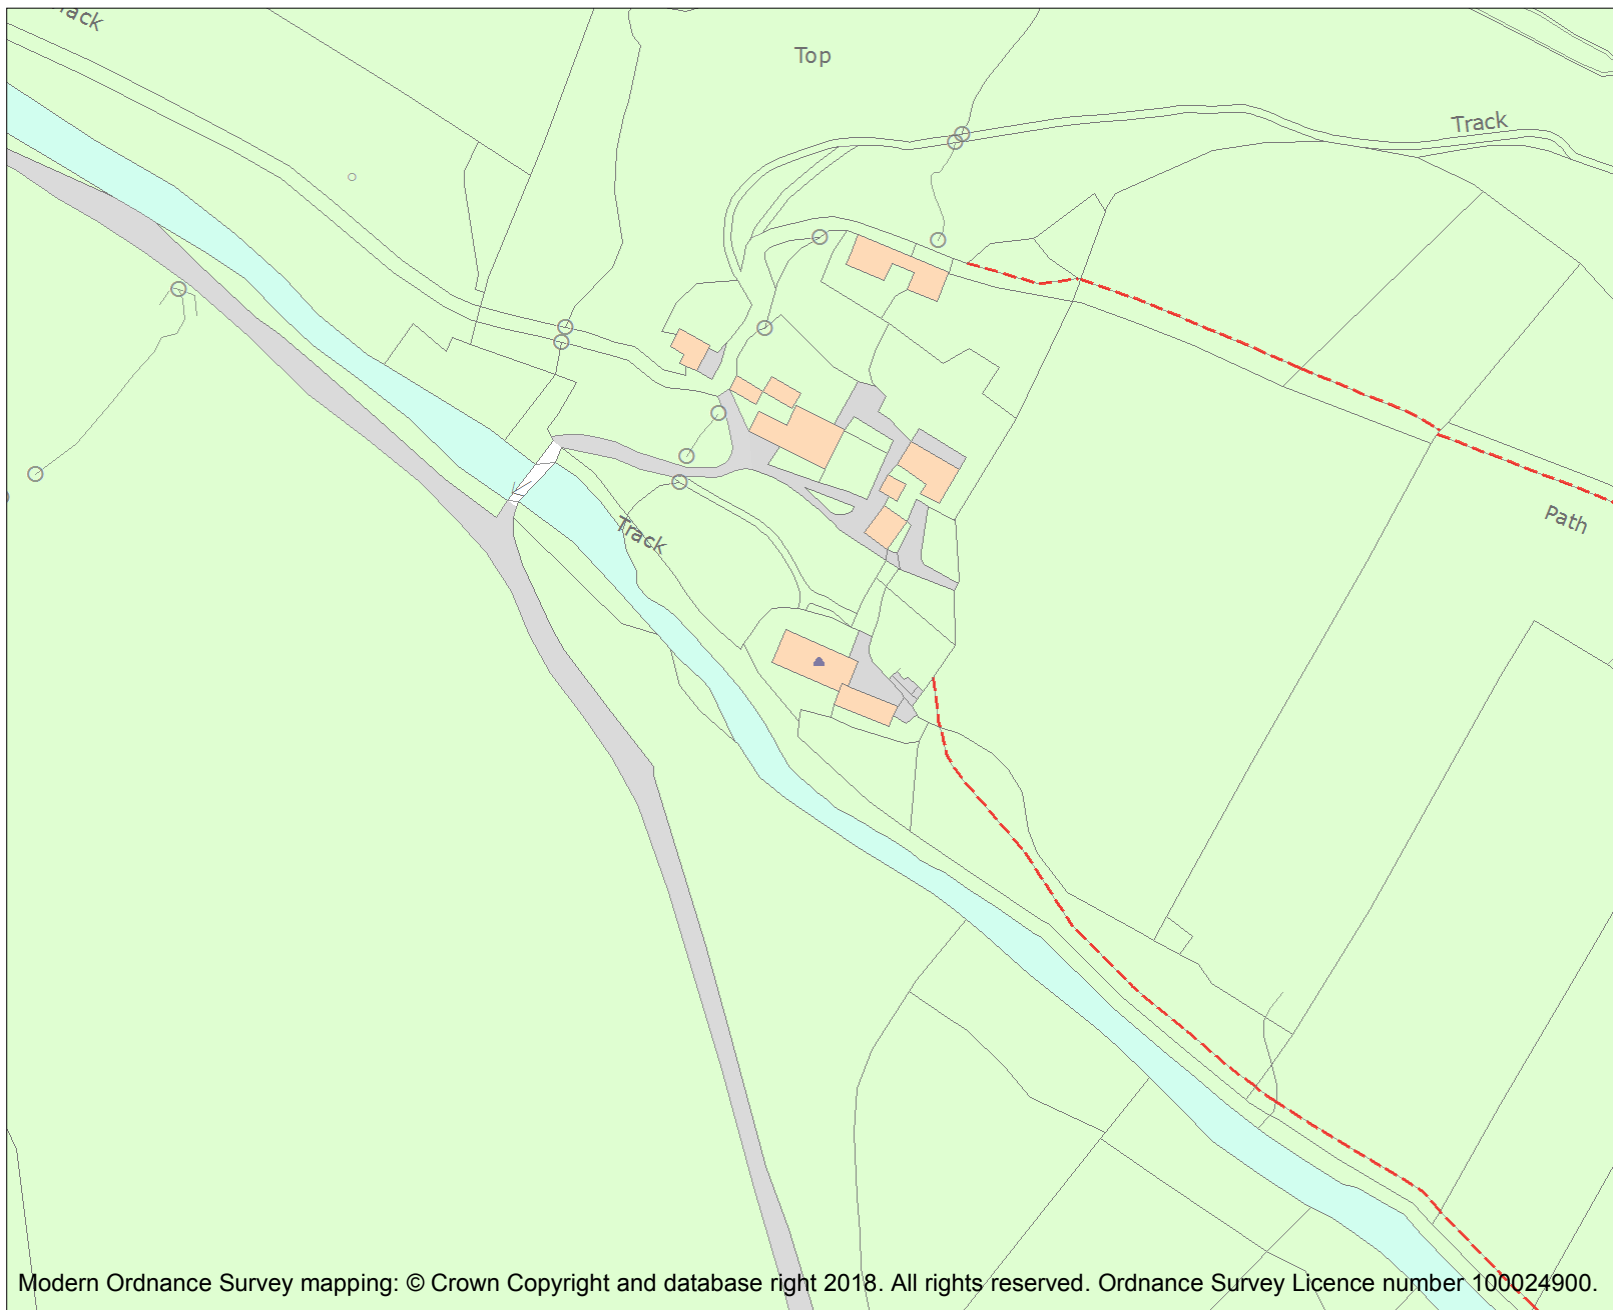 Top
Track
Track
Path
Modern Ordnance Survey mapping: © Crown Copyright and database right 2018. All rights reserved. Ordnance Survey Licence number 100024900.